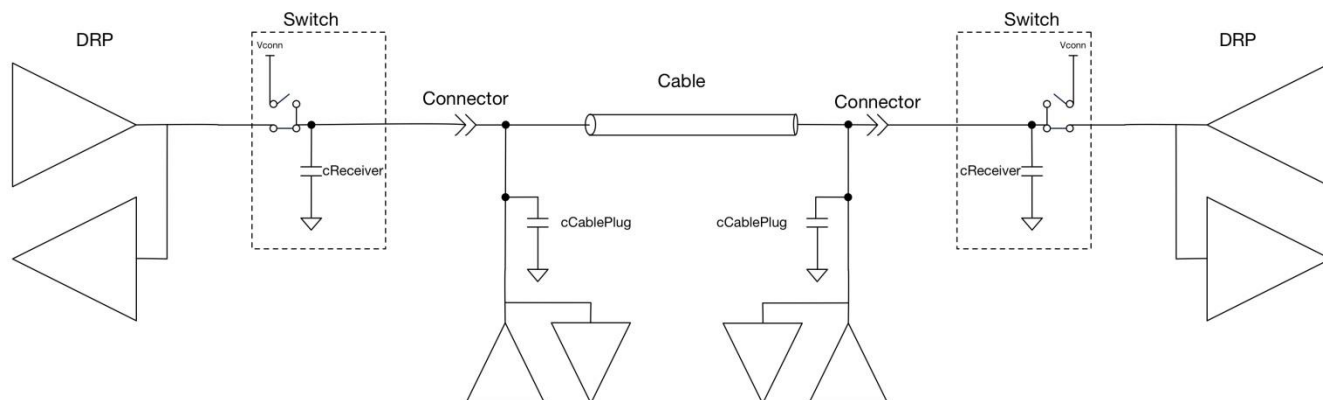 Switch
Switch
DRP
DRP
Vconn
Vconn
Cable
Connector
Connector
cReceiver
cReceiver
cCablePlug
cCablePlug